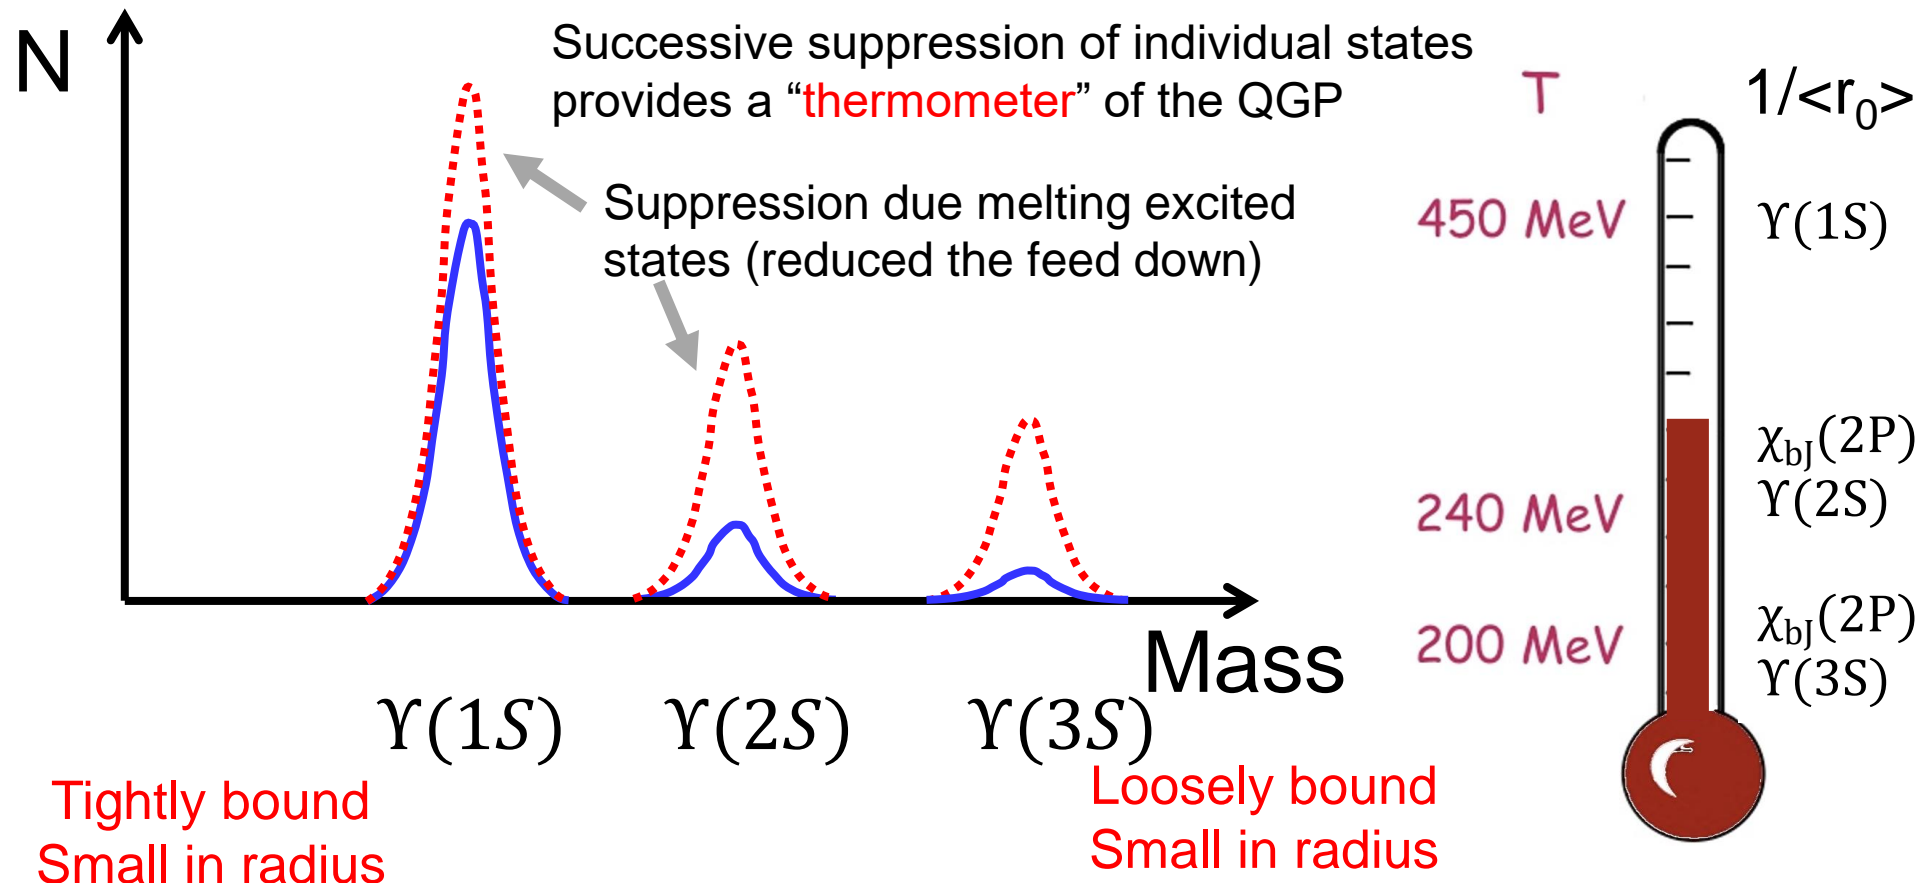 N
Successive suppression of individual states
provides a “thermometer” of the QGP
Suppression due melting excited
states (reduced the feed down)
Mass
ϒ(1S) ϒ(2S) ϒ(3S)
Tightly bound
Small in radius
Loosely bound
Small in radius
T 1/<r₀>
450 MeV ϒ(1S)
χ_bJ(2P)
240 MeV ϒ(2S)
χ_bJ(2P)
200 MeV ϒ(3S)